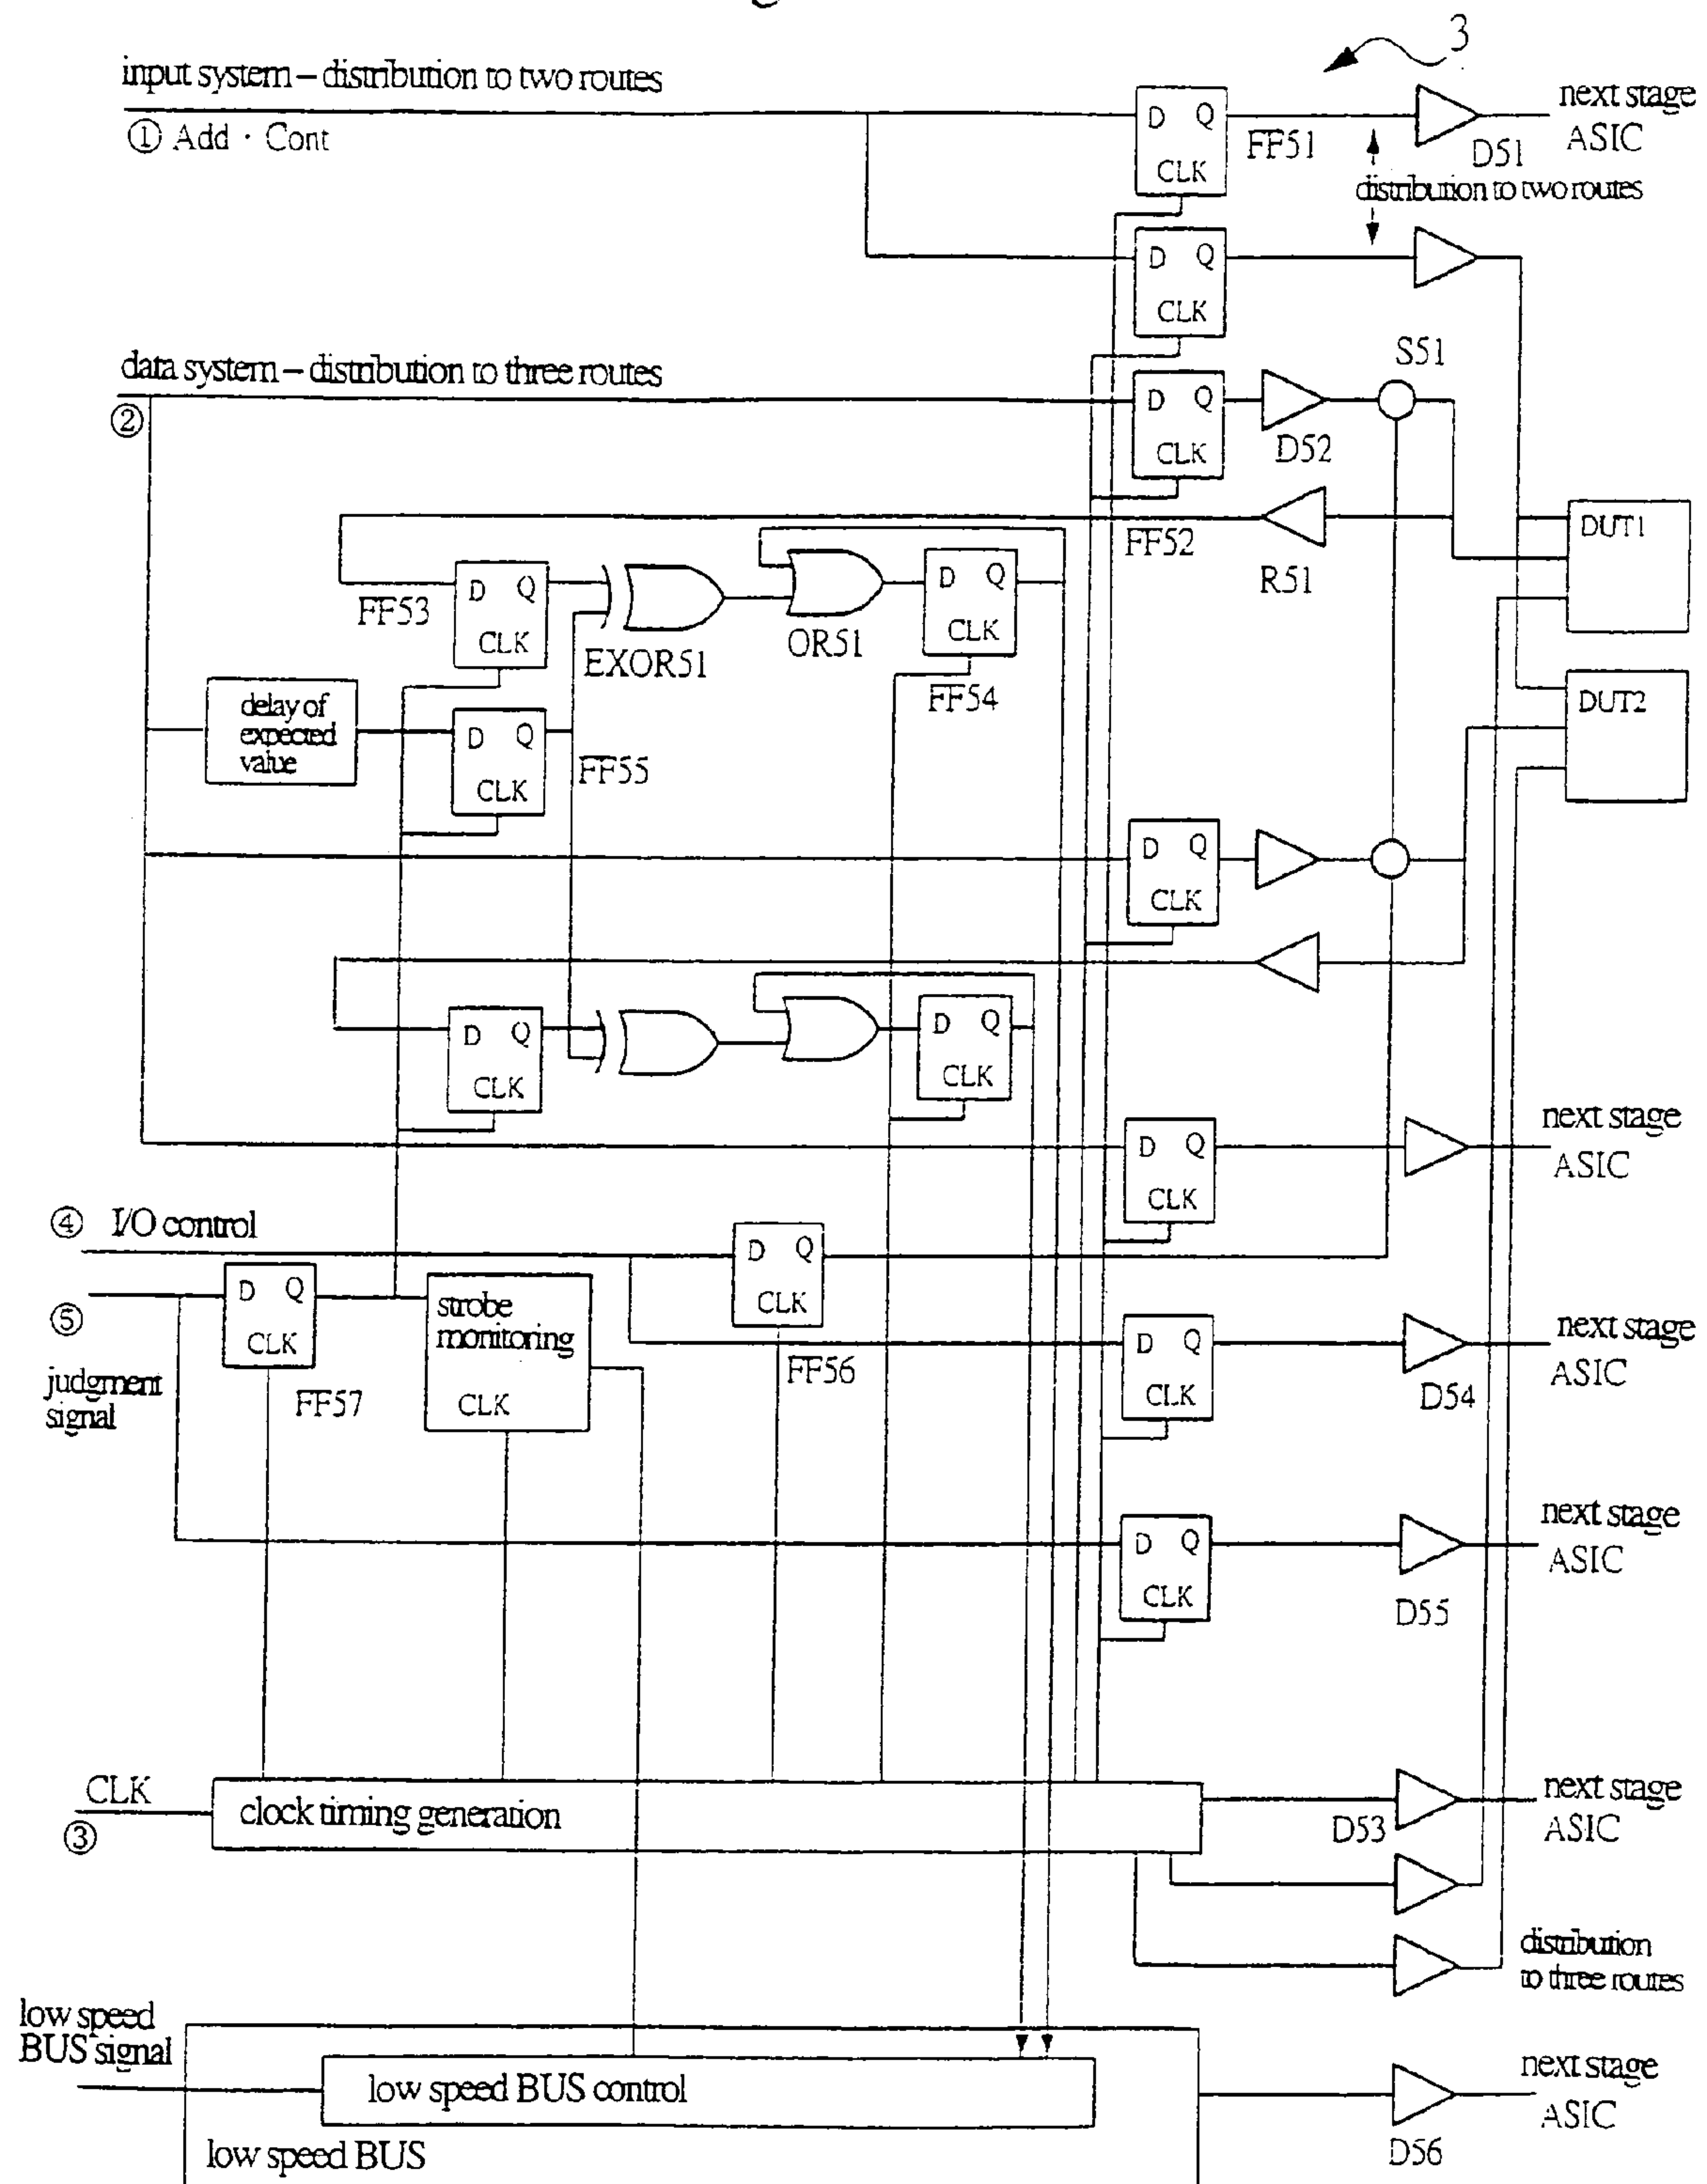 3
input system – distribution to two routes
① Add · Cont
D Q
CLK
FF51
D51
next stage
ASIC
distribution to two routes
D Q
CLK
data system – distribution to three routes
②
D Q
CLK
D52
S51
FF52
R51
DUT1
FF53
D Q
CLK
EXOR51
OR51
D Q
CLK
FF54
DUT2
delay of
expected
value
D Q
CLK
FF55
D Q
CLK
D Q
CLK
D Q
CLK
D Q
CLK
next stage
ASIC
④ I/O control
D Q
CLK
FF56
⑤
judgment
signal
D Q
CLK
FF57
strobe
monitoring
CLK
D Q
CLK
D54
next stage
ASIC
D Q
CLK
D55
next stage
ASIC
CLK
③
clock timing generation
D53
next stage
ASIC
distribution
to three routes
low speed
BUS signal
low speed BUS control
low speed BUS
D56
next stage
ASIC